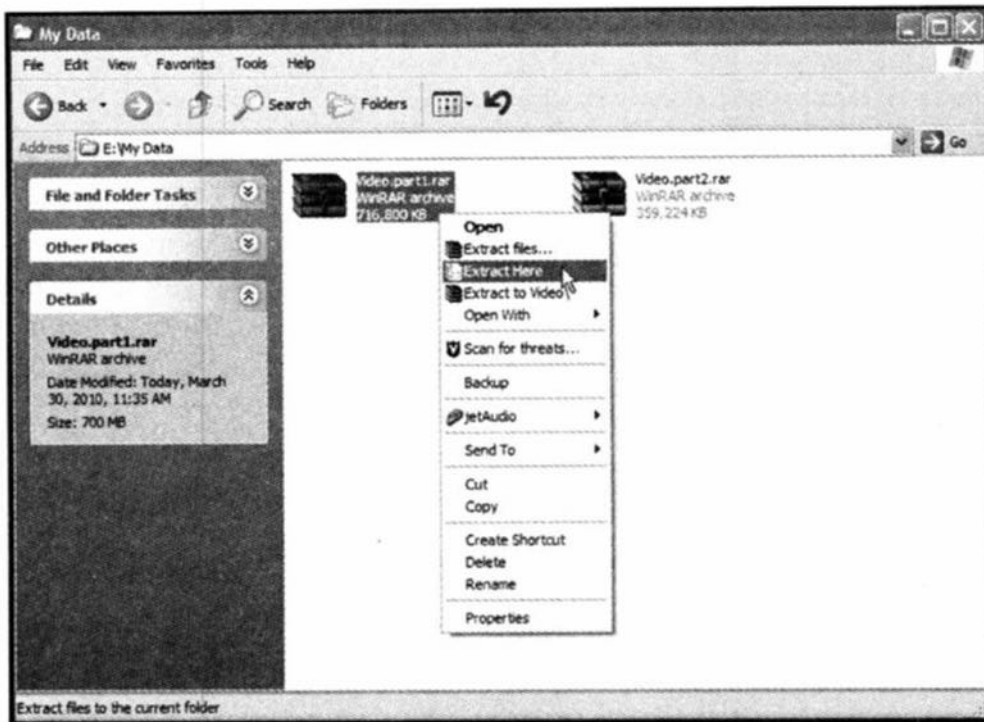 My Data
File Edit View Favorites Tools Help
Back Search Folders
Address E:\My Data Go
File and Folder Tasks
Other Places
Details
Video.part1.rar
WinRAR archive
Date Modified: Today, March
30, 2010, 11:35 AM
Size: 700 MB
Video.part1.rar
WinRAR archive
716,800 KB
Video.part2.rar
WinRAR archive
359,224 KB
Open
Extract files...
Extract Here
Extract to Video\
Open With
Scan for threats...
Backup
jetAudio
Send To
Cut
Copy
Create Shortcut
Delete
Rename
Properties
Extract files to the current folder